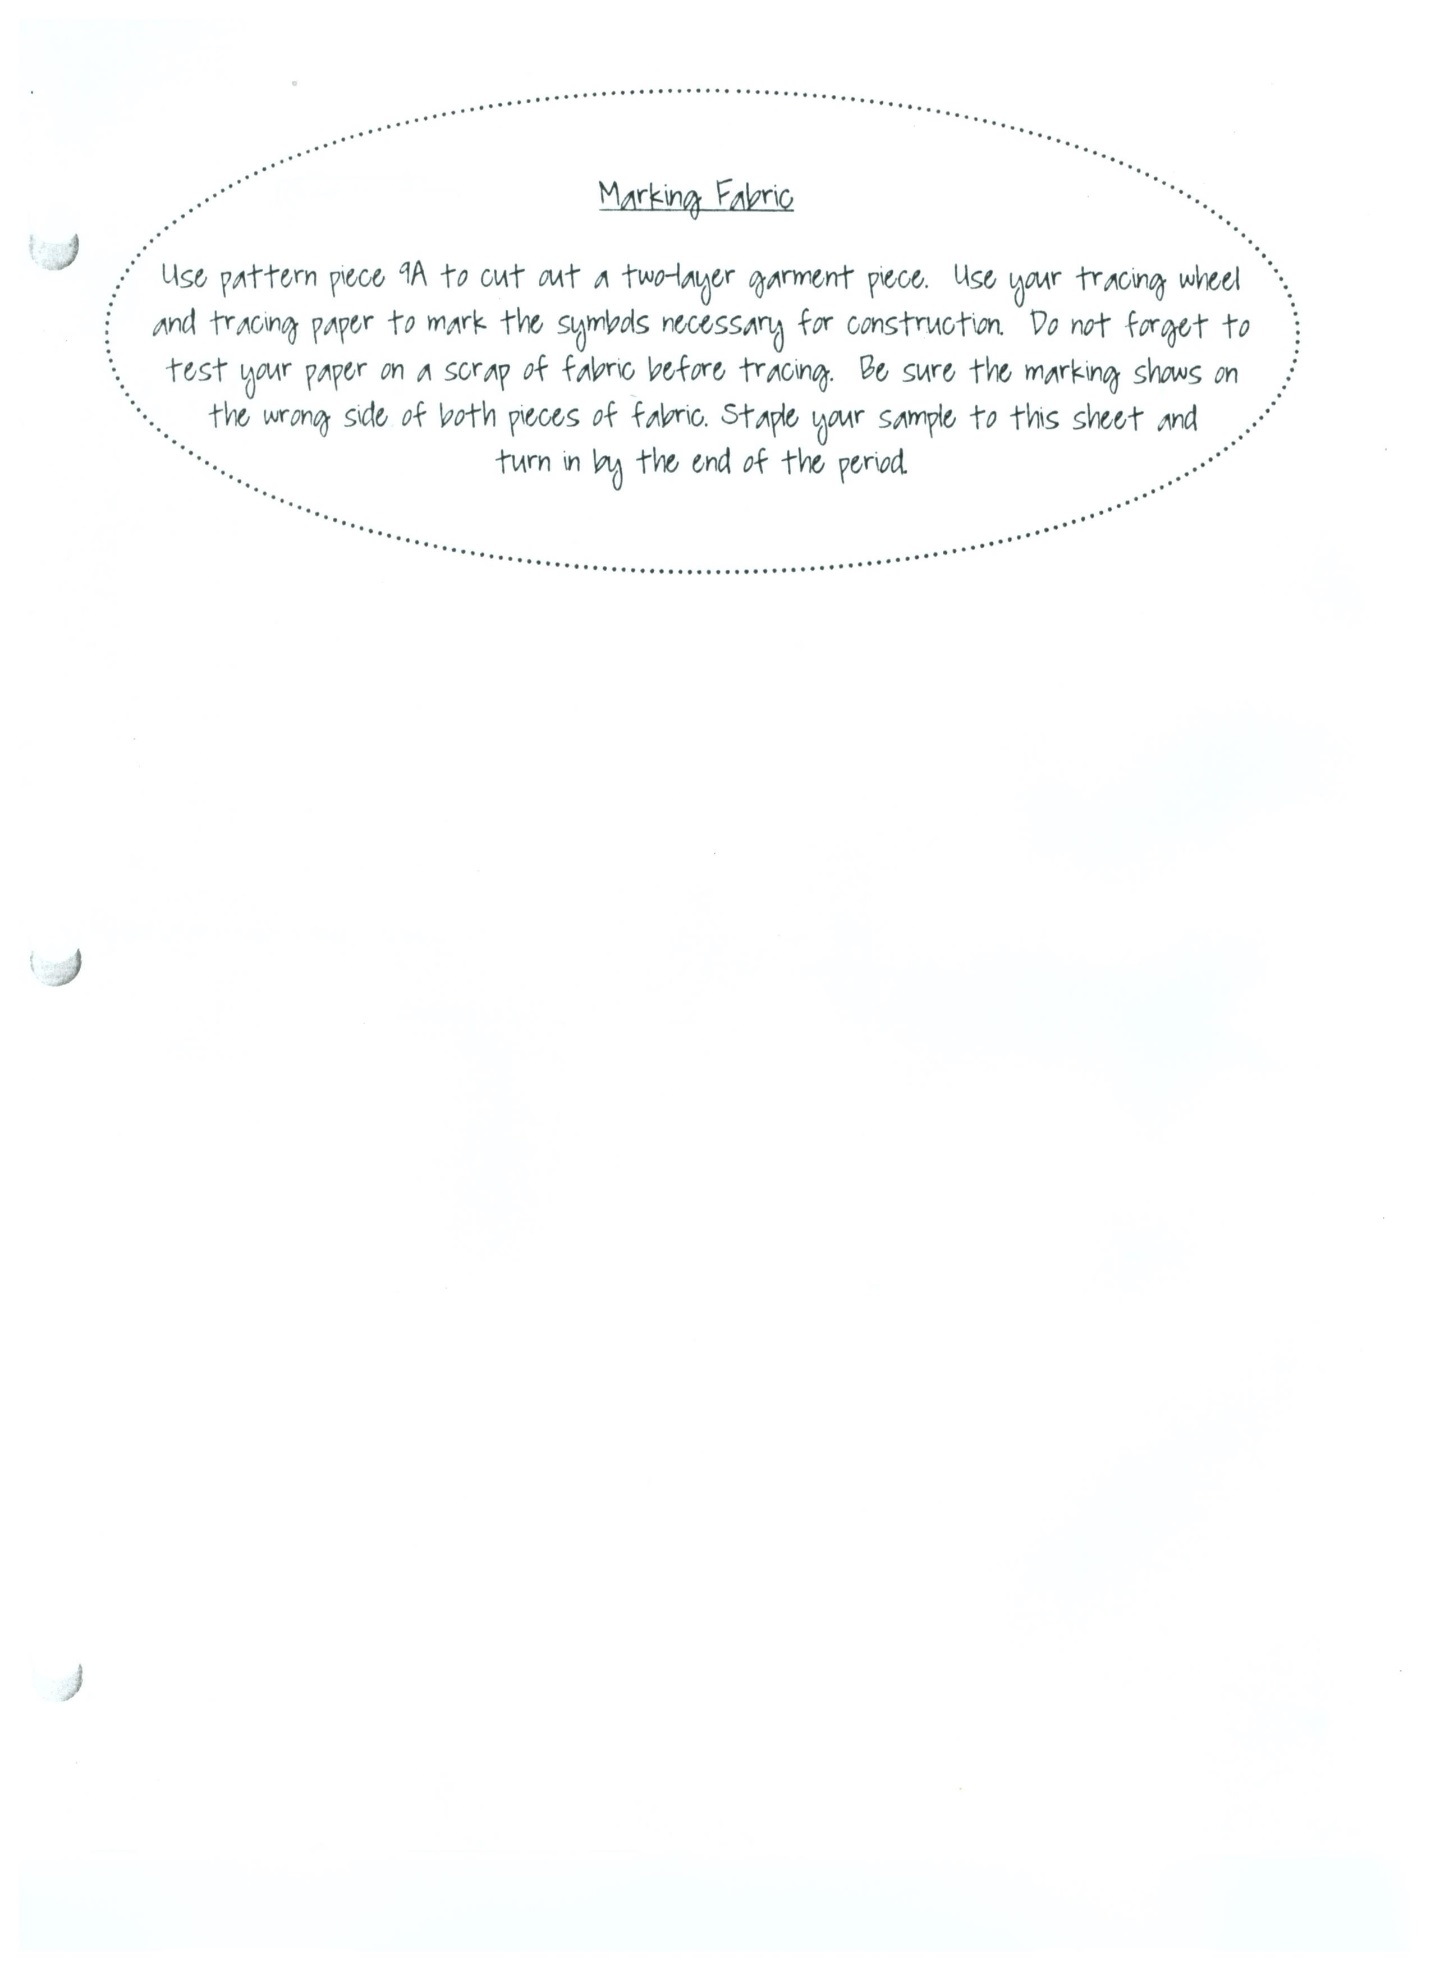 Marking Fabric
Use pattern piece 9A to cut out a two-layer garment piece. Use your tracing wheel
and tracing paper to mark the symbols necessary for construction. Do not forget to
test your paper on a scrap of fabric before tracing. Be sure the marking shows on
the wrong side of both pieces of fabric. Staple your sample to this sheet and
turn in by the end of the period.